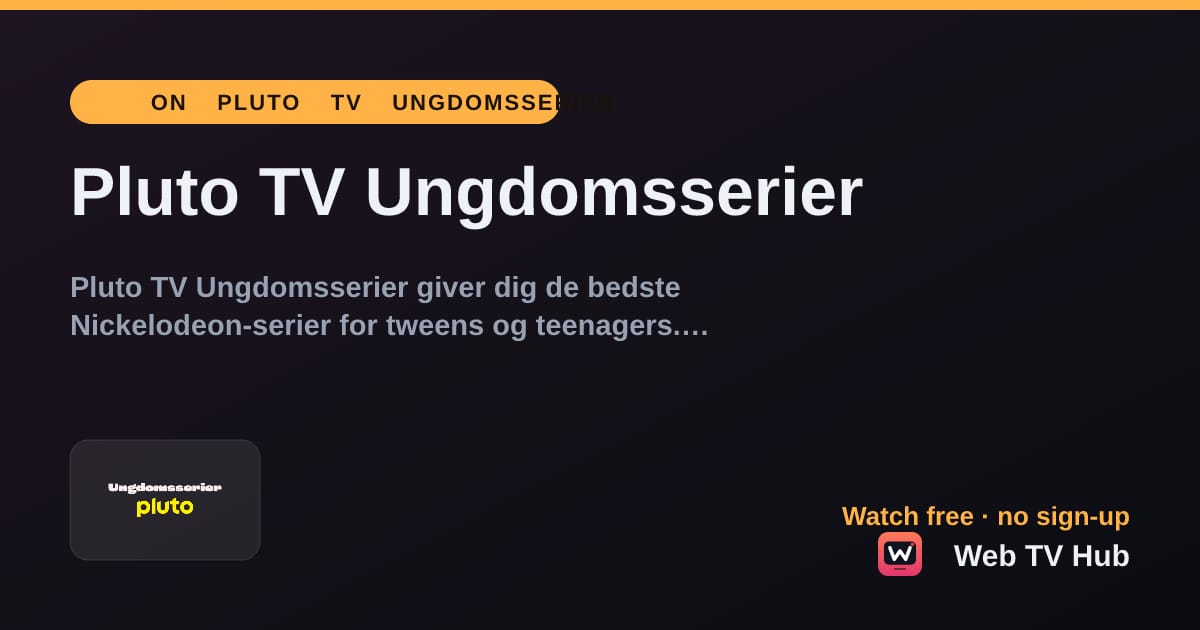 ON PLUTO TV UNGDOMSSERIER
Pluto TV Ungdomsserier
Pluto TV Ungdomsserier giver dig de bedste
Nickelodeon-serier for tweens og teenagers....
Ungdomsserier
pluto
Watch free · no sign-up
W Web TV Hub